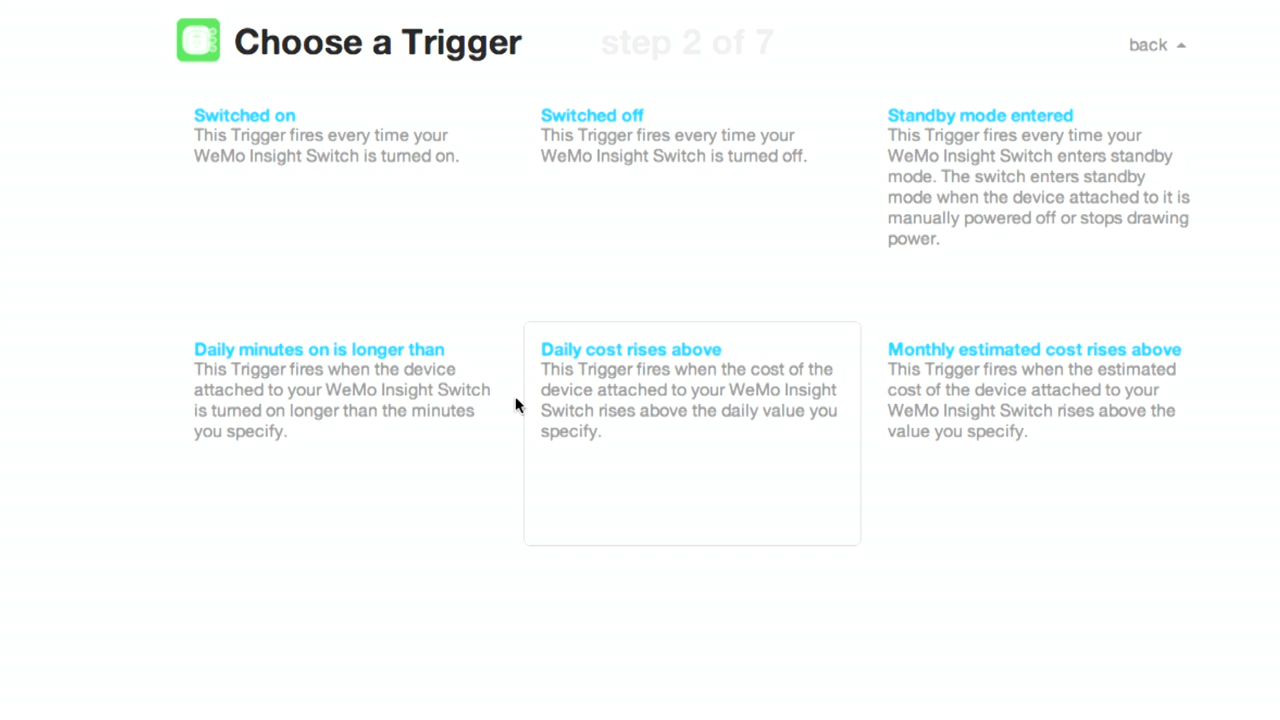 Choose a Trigger
step 2 of 7
back
Switched on
This Trigger fires every time your
WeMo Insight Switch is turned on.
Switched off
This Trigger fires every time your
WeMo Insight Switch is turned off.
Standby mode entered
This Trigger fires every time your
WeMo Insight Switch enters standby
mode. The switch enters standby
mode when the device attached to it is
manually powered off or stops drawing
power.
Daily minutes on is longer than
This Trigger fires when the device
attached to your WeMo Insight Switch
is turned on longer than the minutes
you specify.
Daily cost rises above
This Trigger fires when the cost of the
device attached to your WeMo Insight
Switch rises above the daily value you
specify.
Monthly estimated cost rises above
This Trigger fires when the estimated
cost of the device attached to your
WeMo Insight Switch rises above the
value you specify.